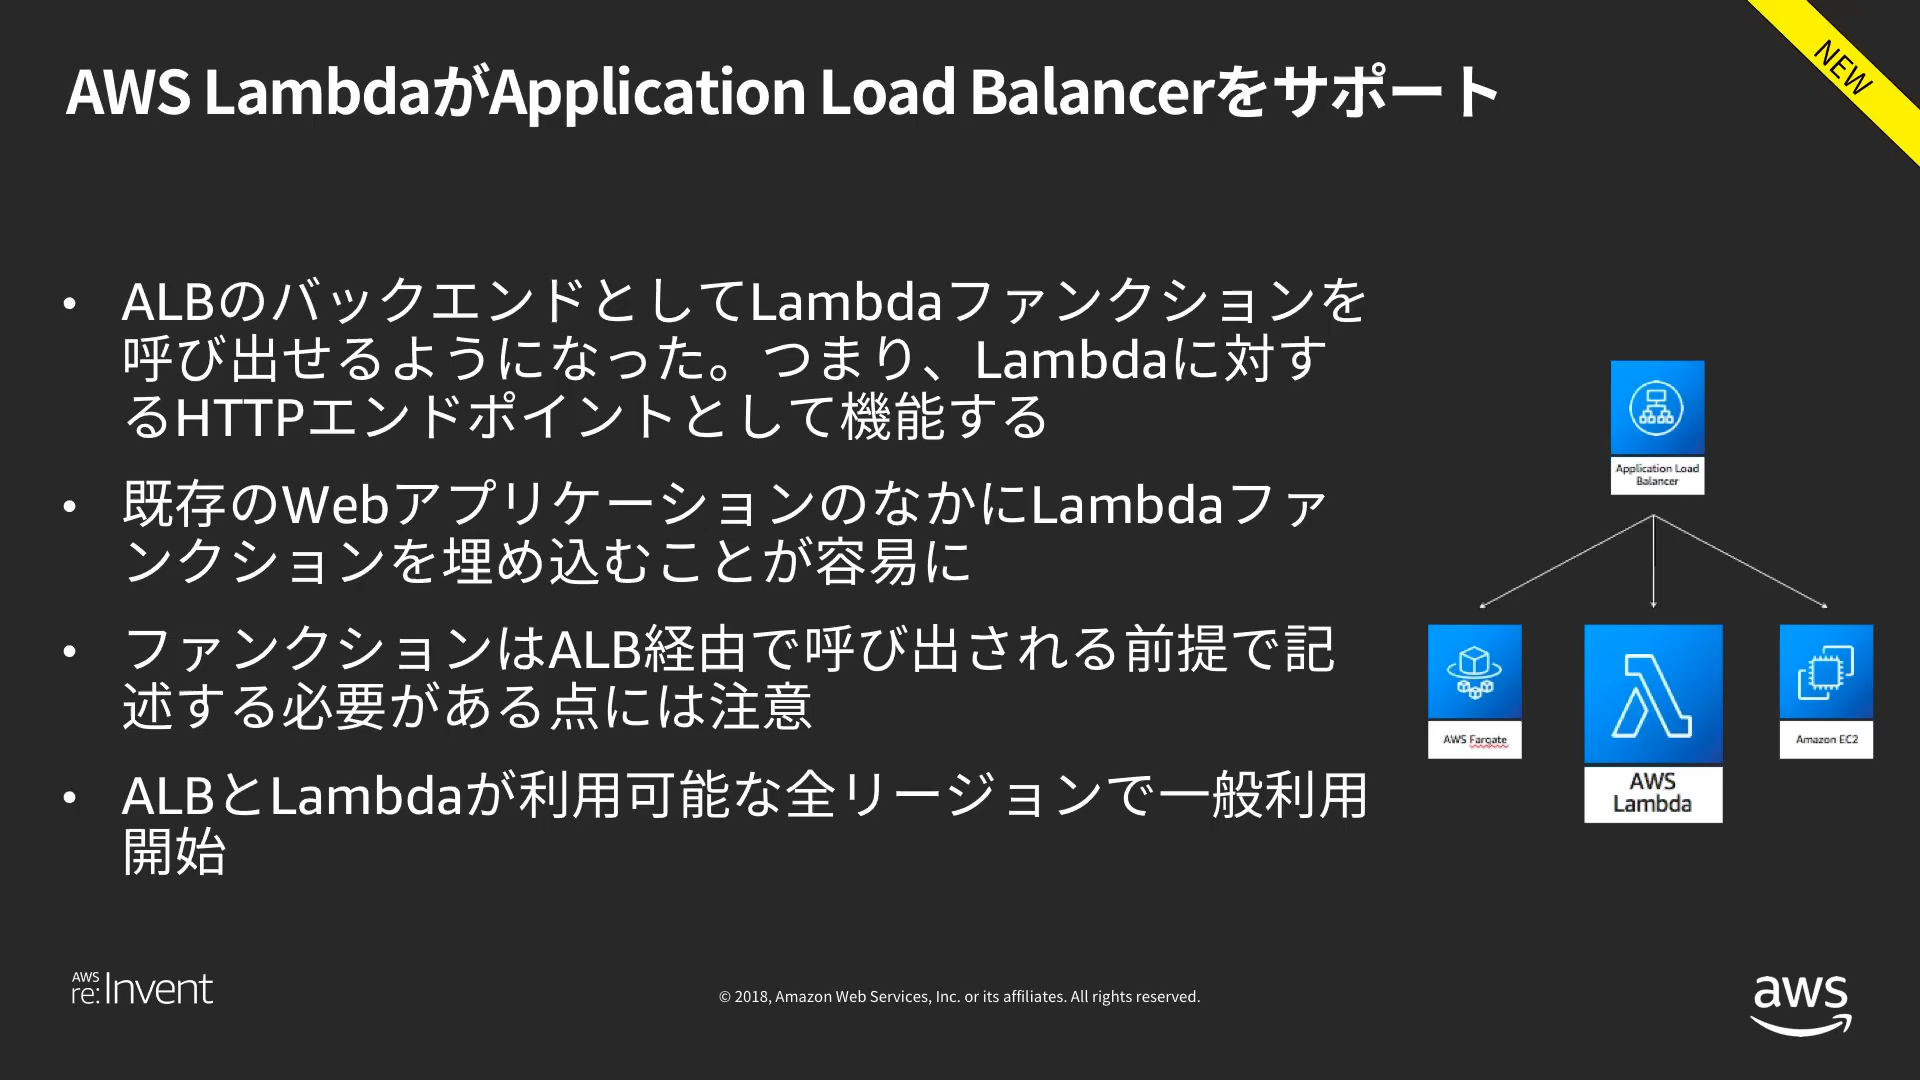 AWS LambdaがApplication Load Balancerをサポート
NEW
• ALBのバックエンドとしてLambdaファンクションを
呼び出せるようになった。つまり、Lambdaに対す
るHTTPエンドポイントとして機能する
• 既存のWebアプリケーションのなかにLambdaファ
ンクションを埋め込むことが容易に
• ファンクションはALB経由で呼び出される前提で記
述する必要がある点には注意
• ALBとLambdaが利用可能な全リージョンで一般利用
開始
Application Load
Balancer
AWS Fargate
AWS
Lambda
Amazon EC2
AWS
re:Invent
© 2018, Amazon Web Services, Inc. or its affiliates. All rights reserved.
aws